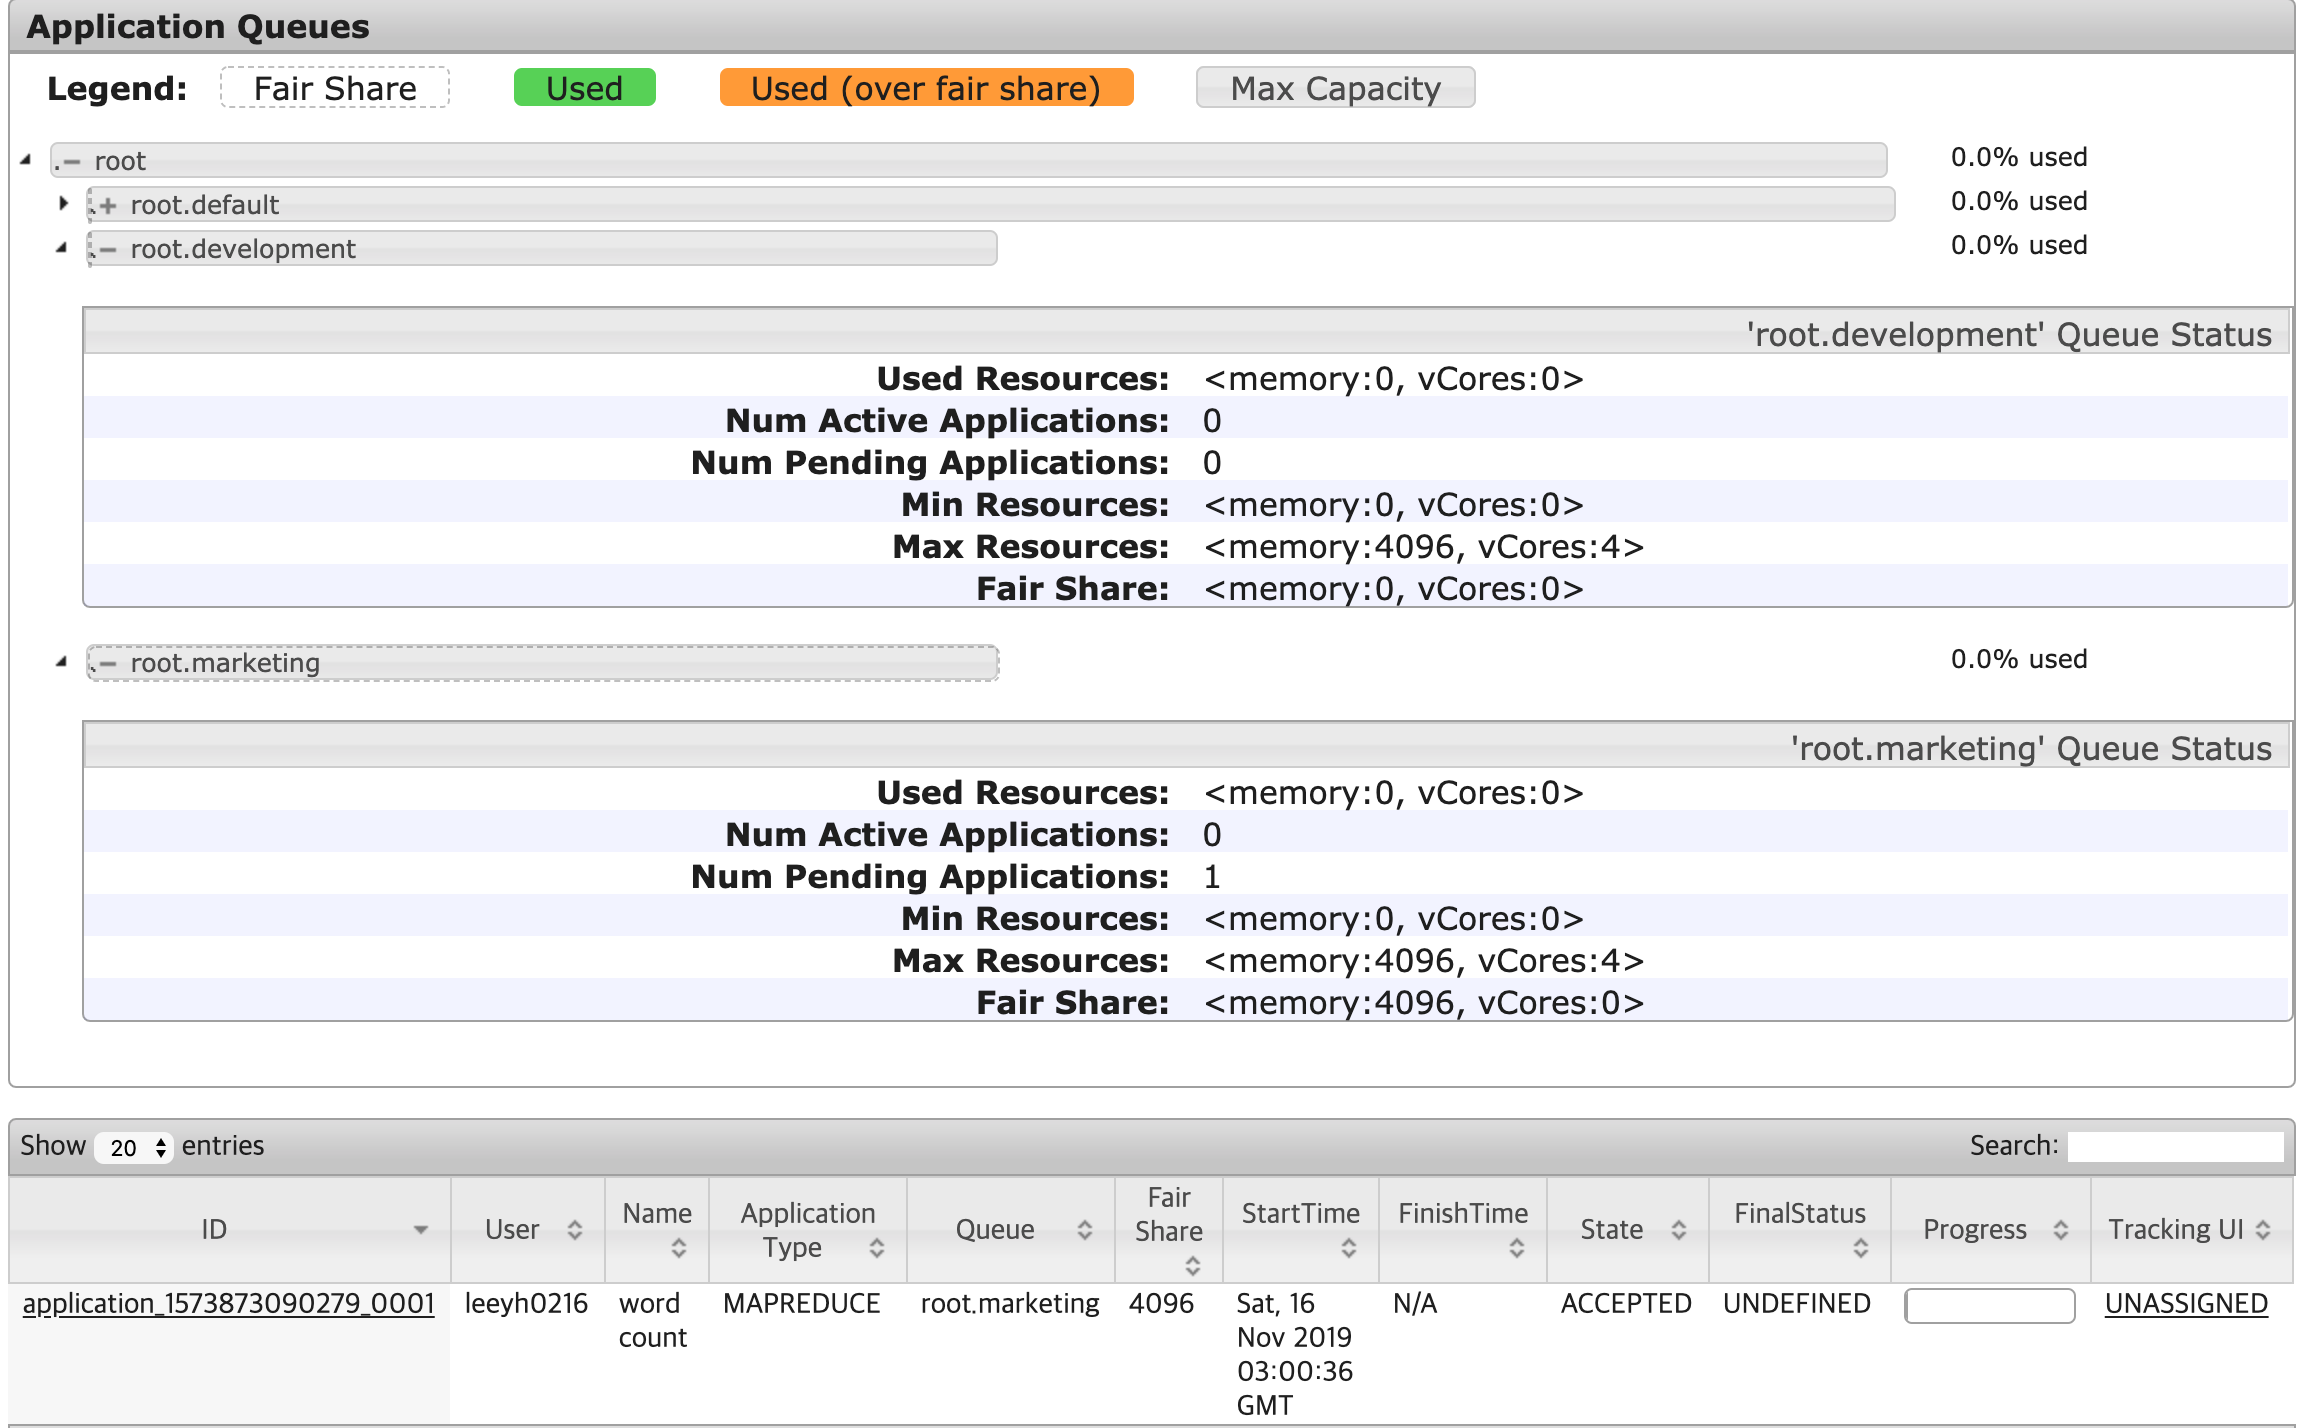 Application Queues
Legend: Fair Share Used Used (over fair share) Max Capacity
.− root 0.0% used
.+ root.default 0.0% used
.− root.development 0.0% used
'root.development' Queue Status
Used Resources: <memory:0, vCores:0>
Num Active Applications: 0
Num Pending Applications: 0
Min Resources: <memory:0, vCores:0>
Max Resources: <memory:4096, vCores:4>
Fair Share: <memory:0, vCores:0>
.− root.marketing 0.0% used
'root.marketing' Queue Status
Used Resources: <memory:0, vCores:0>
Num Active Applications: 0
Num Pending Applications: 1
Min Resources: <memory:0, vCores:0>
Max Resources: <memory:4096, vCores:4>
Fair Share: <memory:4096, vCores:0>
Show 20 entries Search:
ID User Name Application Type Queue Fair Share StartTime FinishTime State FinalStatus Progress Tracking UI
application_1573873090279_0001 leeyh0216 word MAPREDUCE root.marketing 4096 Sat, 16 N/A ACCEPTED UNDEFINED UNASSIGNED
count Nov 2019
03:00:36
GMT